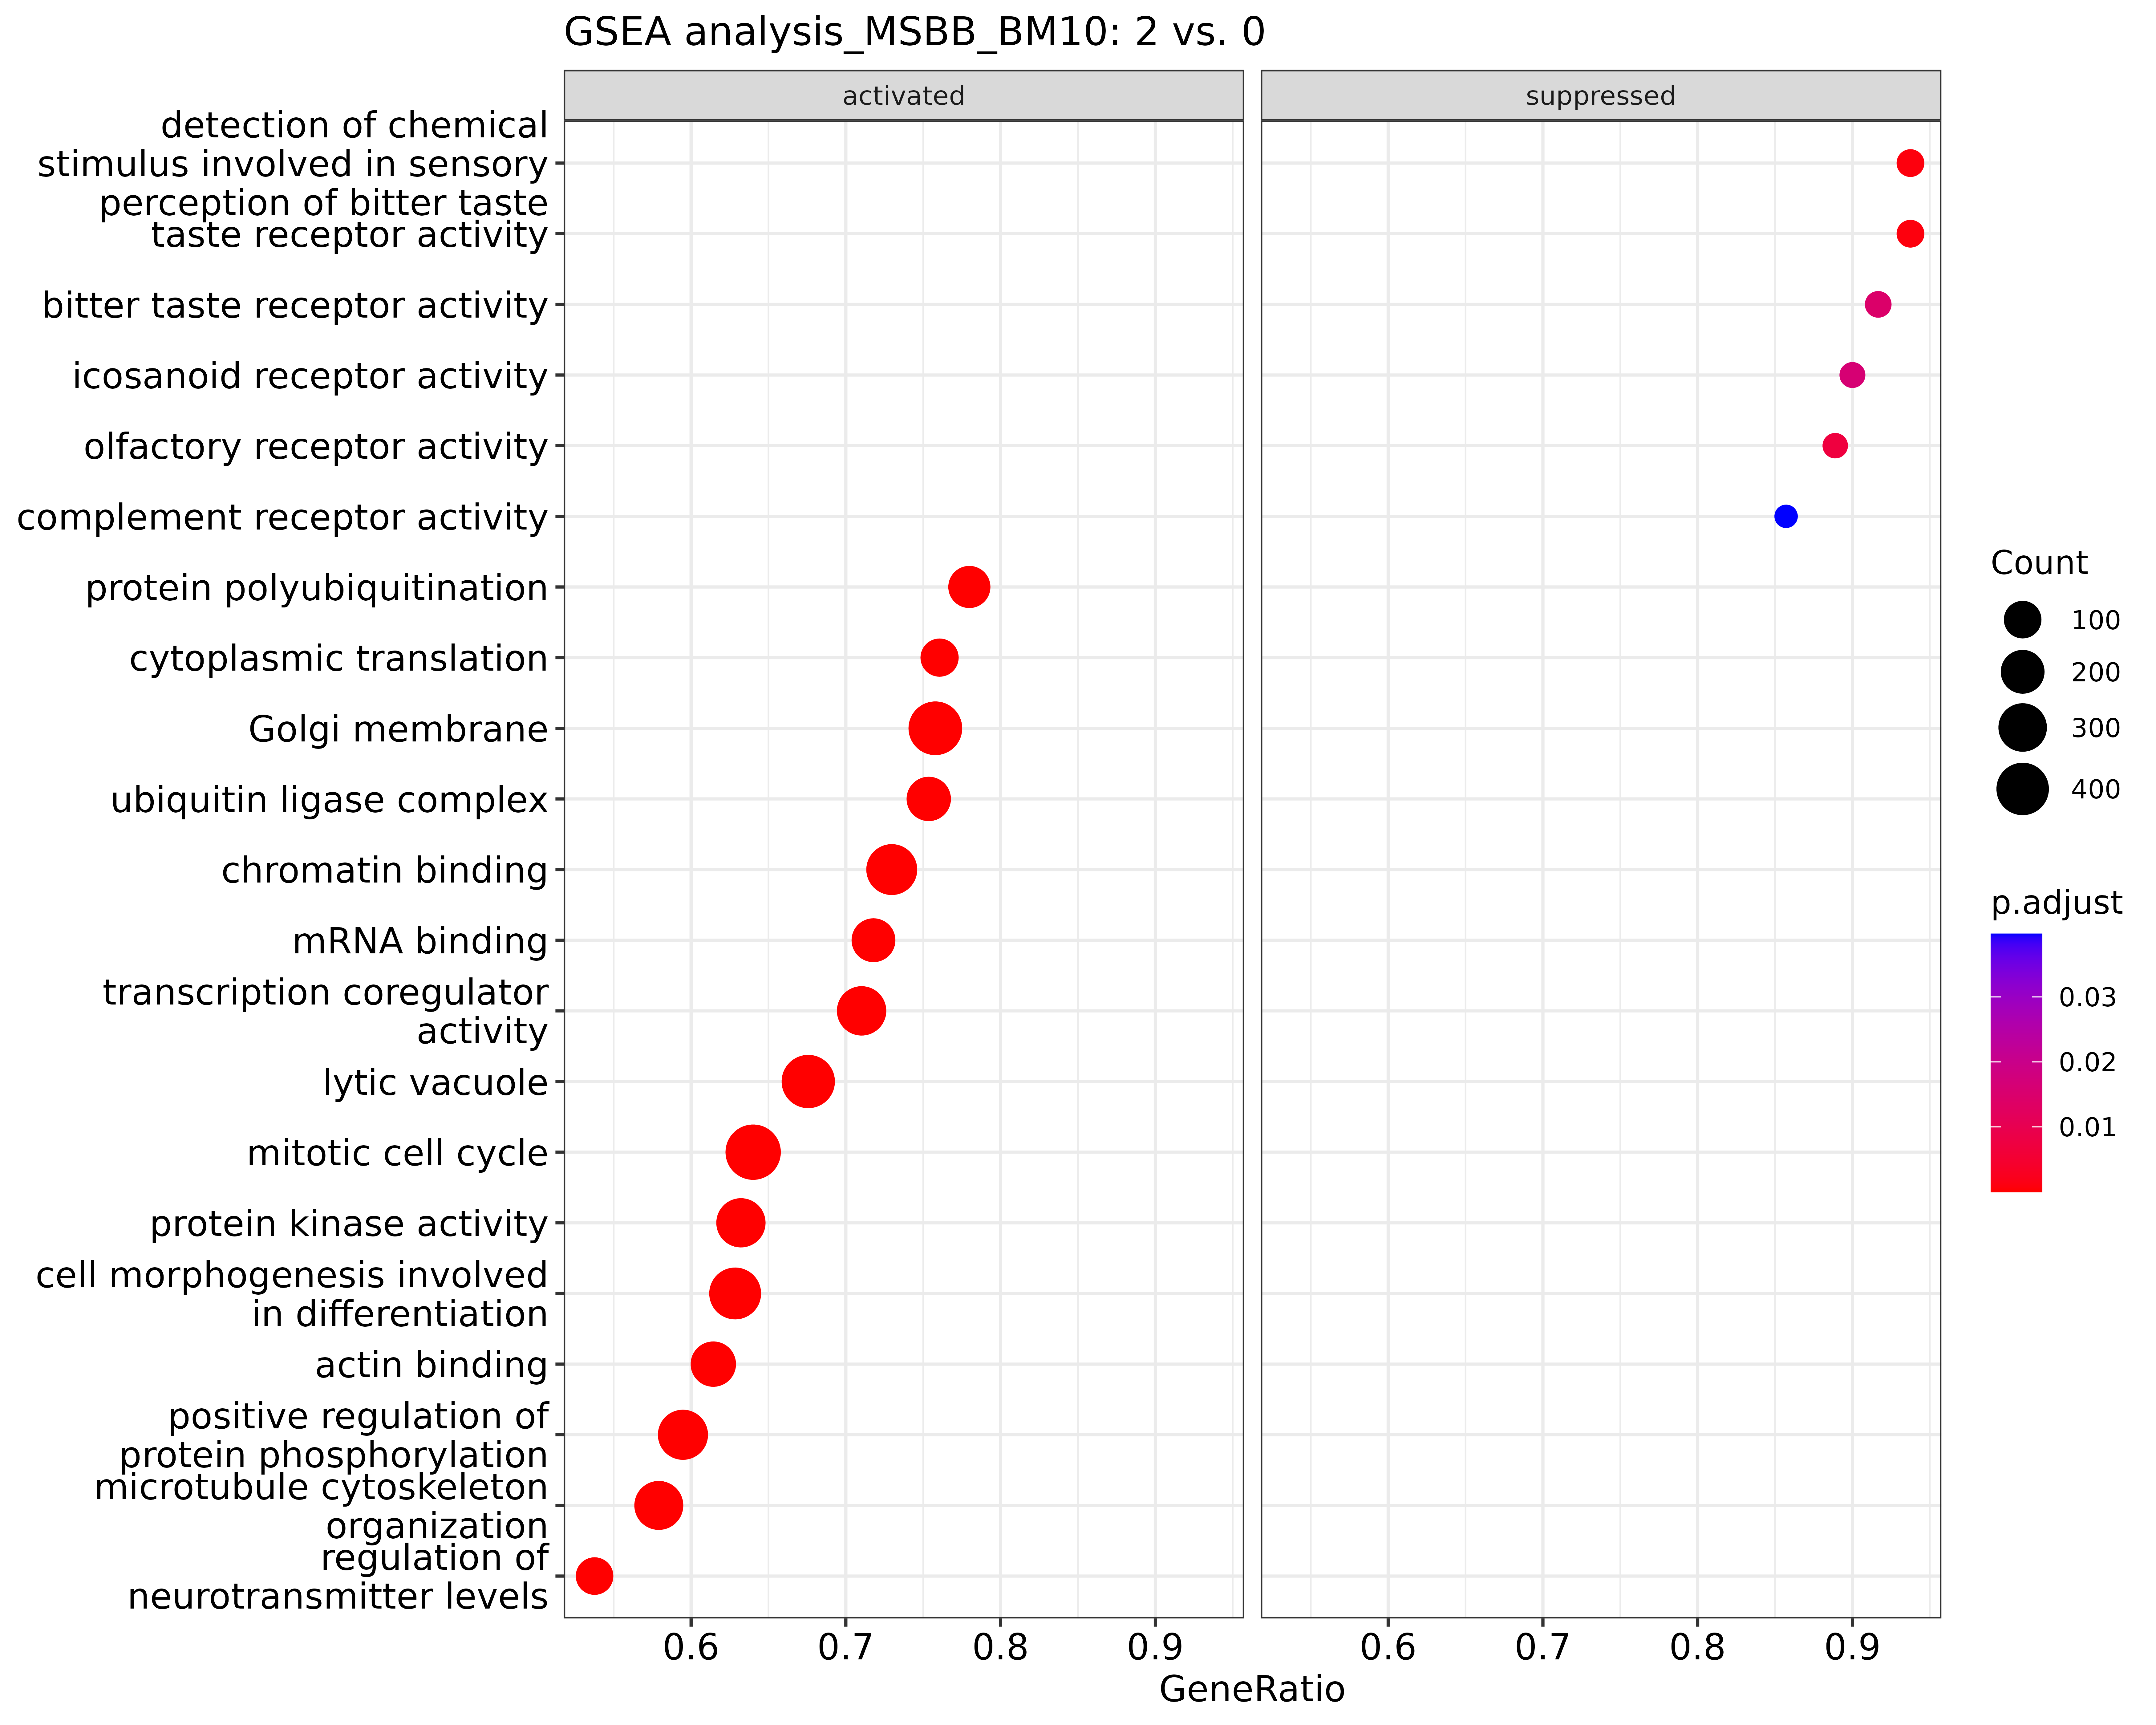 GSEA analysis_MSBB_BM10: 2 vs. 0
activated
suppressed
detection of chemical
stimulus involved in sensory
perception of bitter taste
taste receptor activity
bitter taste receptor activity
icosanoid receptor activity
olfactory receptor activity
complement receptor activity
protein polyubiquitination
cytoplasmic translation
Golgi membrane
ubiquitin ligase complex
chromatin binding
mRNA binding
transcription coregulator
activity
lytic vacuole
mitotic cell cycle
protein kinase activity
cell morphogenesis involved
in differentiation
actin binding
positive regulation of
protein phosphorylation
microtubule cytoskeleton
organization
regulation of
neurotransmitter levels
0.6 0.7 0.8 0.9
0.6 0.7 0.8 0.9
GeneRatio
Count
100
200
300
400
p.adjust
0.03
0.02
0.01